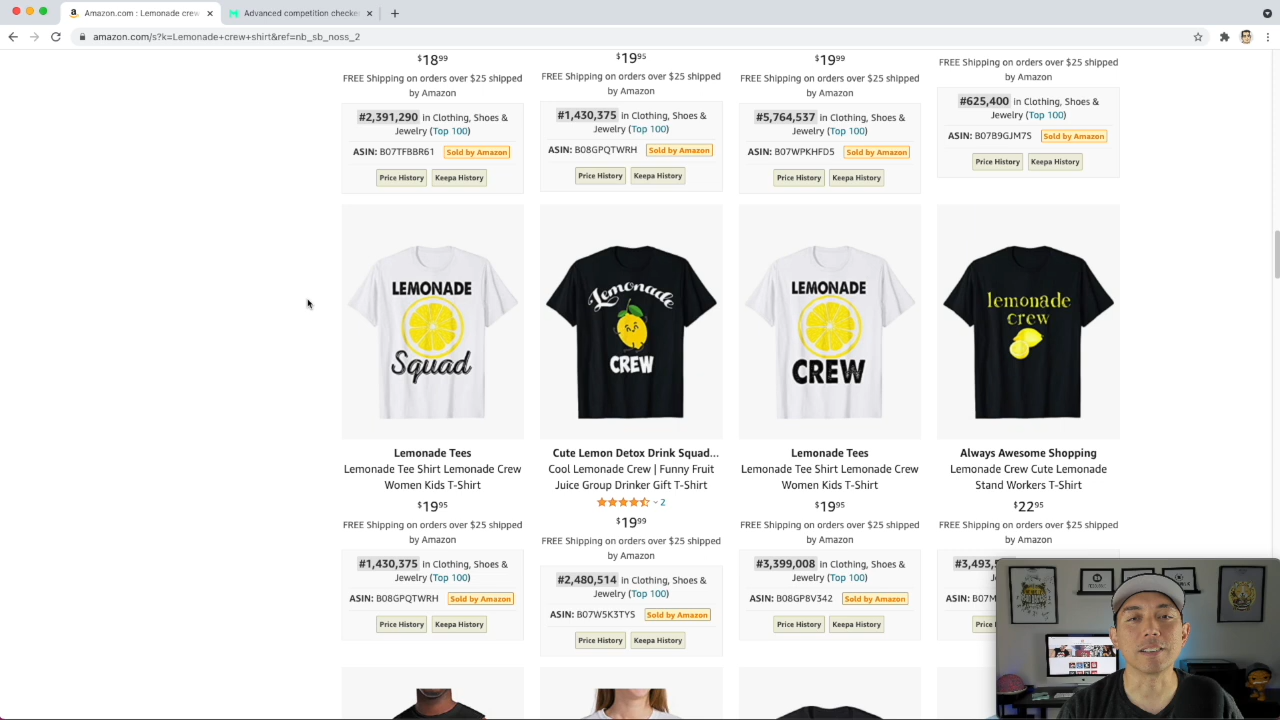 Amazon.com : Lemonade crew
Advanced competition checke
amazon.com/s?k=Lemonade+crew+shirt&ref=nb_sb_noss_2
$18.99
$19.95
$19.99
FREE Shipping on orders over $25 shipped
by Amazon
FREE Shipping on orders over $25 shipped
by Amazon
FREE Shipping on orders over $25 shipped
by Amazon
FREE Shipping on orders over $25 shipped
by Amazon
#2,391,290 in Clothing, Shoes &
Jewelry (Top 100)
ASIN: B07TFBBR61 Sold by Amazon
Price History Keepa History
#1,430,375 in Clothing, Shoes &
Jewelry (Top 100)
ASIN: B08GPQTWRH Sold by Amazon
Price History Keepa History
#5,764,537 in Clothing, Shoes &
Jewelry (Top 100)
ASIN: B07WPKHFD5 Sold by Amazon
Price History Keepa History
#625,400 in Clothing, Shoes &
Jewelry (Top 100)
ASIN: B07B9GJM7S Sold by Amazon
Price History Keepa History
LEMONADE
Squad
Lemonade
CREW
LEMONADE
CREW
lemonade
crew
Lemonade Tees
Lemonade Tee Shirt Lemonade Crew
Women Kids T-Shirt
$19.95
FREE Shipping on orders over $25 shipped
by Amazon
#1,430,375 in Clothing, Shoes &
Jewelry (Top 100)
ASIN: B08GPQTWRH Sold by Amazon
Price History Keepa History
Cute Lemon Detox Drink Squad...
Cool Lemonade Crew | Funny Fruit
Juice Group Drinker Gift T-Shirt
2
$19.99
FREE Shipping on orders over $25 shipped
by Amazon
#2,480,514 in Clothing, Shoes &
Jewelry (Top 100)
ASIN: B07W5K3TYS Sold by Amazon
Price History Keepa History
Lemonade Tees
Lemonade Tee Shirt Lemonade Crew
Women Kids T-Shirt
$19.95
FREE Shipping on orders over $25 shipped
by Amazon
#3,399,008 in Clothing, Shoes &
Jewelry (Top 100)
ASIN: B08GP8V342 Sold by Amazon
Price History Keepa History
Always Awesome Shopping
Lemonade Crew Cute Lemonade
Stand Workers T-Shirt
$22.95
FREE Shipping on orders over $25 shipped
by Amazon
#3,493,
Jewelry
ASIN: B07M
Price